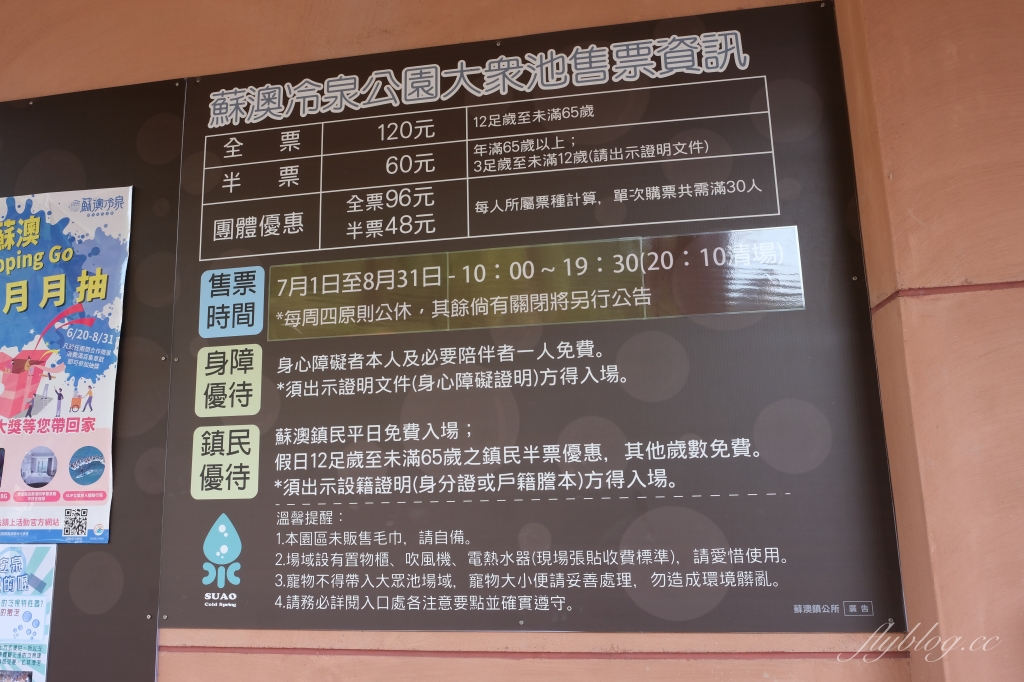 蘇澳冷泉公園大眾池售票資訊
全 票 120元 12足歲至未滿65歲
半 票 60元 年滿65歲以上；
3足歲至未滿12歲(請出示證明文件)
團體優惠 全票96元 半票48元 每人所屬票種計算，單次購票共需滿30人
售票時間
7月1日至8月31日 - 10：00 ~ 19：30(20：10清場)
*每周四原則公休，其餘倘有關閉將另行公告
身障優待
身心障礙者本人及必要陪伴者一人免費。
*須出示證明文件(身心障礙證明)方得入場。
鎮民優待
蘇澳鎮民平日免費入場；
假日12足歲至未滿65歲之鎮民半票優惠，其他歲數免費。
*須出示設籍證明(身分證或戶籍謄本)方得入場。
溫馨提醒：
1.本園區未販售毛巾，請自備。
2.場域設有置物櫃、吹風機、電熱水器(現場張貼收費標準)，請愛惜使用。
3.寵物不得帶入大眾池場域，寵物大小便請妥善處理，勿造成環境髒亂。
4.請務必詳閱入口處各注意要點並確實遵守。
SUAO
Cold Spring
蘇澳鎮公所 廣告
蘇澳冷泉
蘇澳
pping Go
月月抽
6/20-8/31
大獎等您帶回家
flyblog.cc